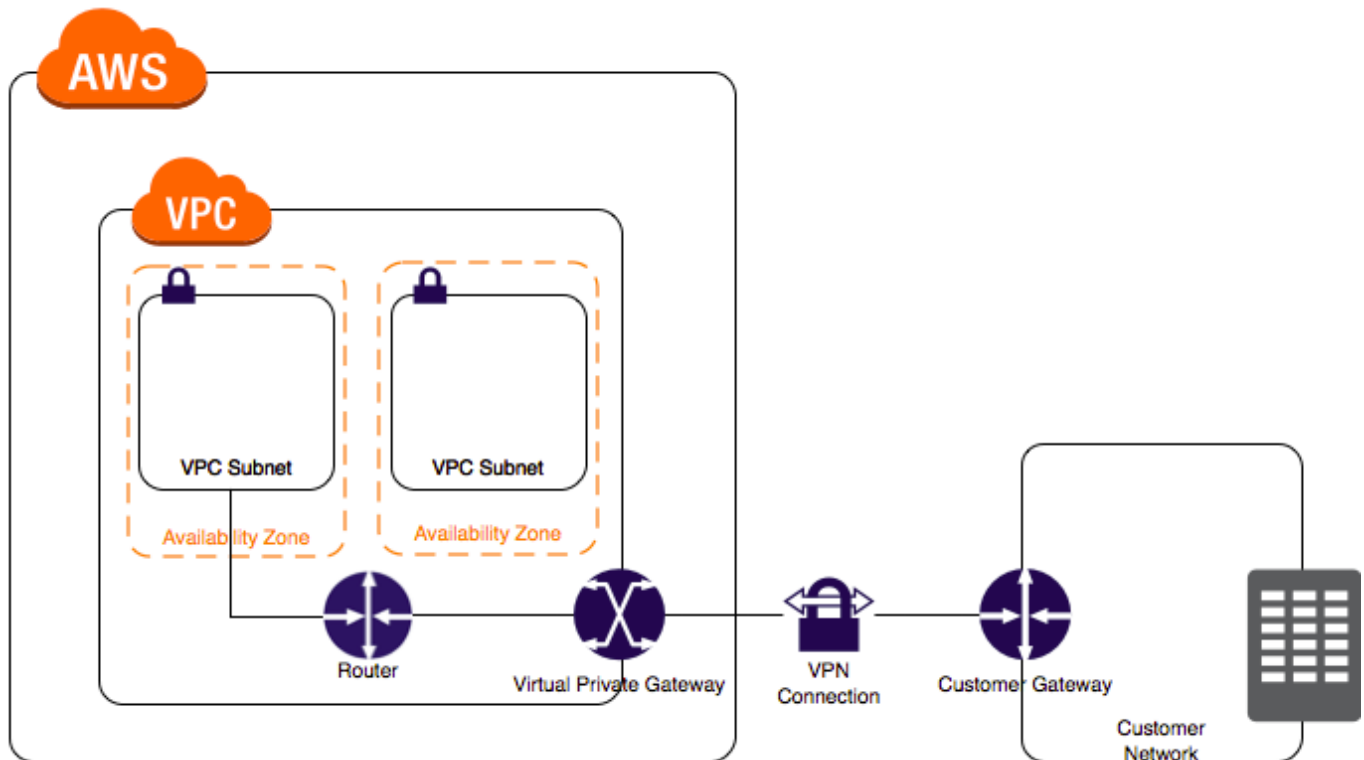 AWS
VPC
VPC Subnet
VPC Subnet
Availability Zone
Availability Zone
Router
Virtual Private Gateway
VPN
Connection
Customer Gateway
Customer
Network